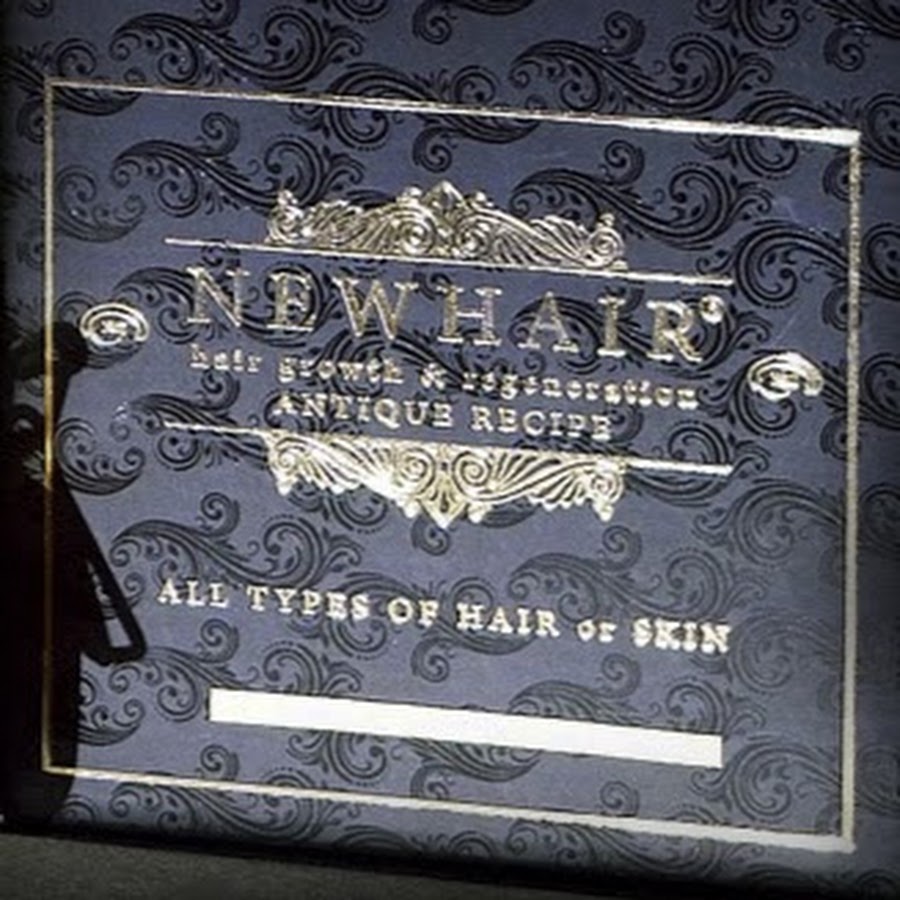 NEWHAIR®
hair growth & regeneration
ANTIQUE RECIPE
ALL TYPES OF HAIR or SKIN